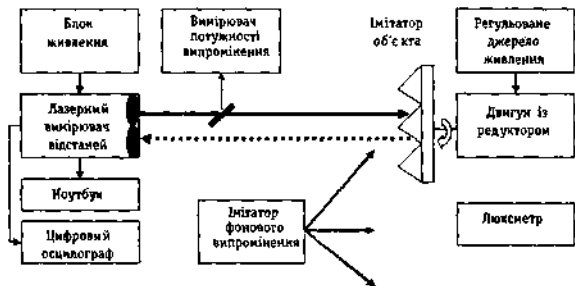 Блок
живлення
Вимірювач
потужності
випромінення
Імітатор
об'єкта
Регульоване
джерело
живлення
Лазерний
вимірювач
відстаней
Двигун із
редуктором
Ноутбук
Імітатор
фонового
випромінення
Люксметр
Цифровий
осцилограф